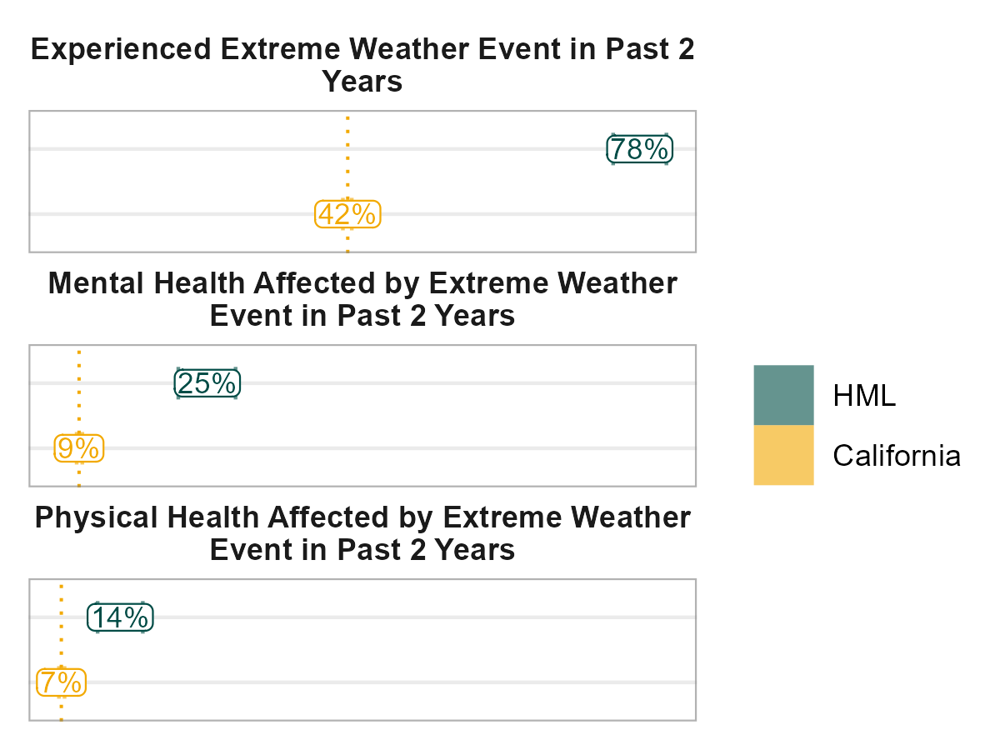 Experienced Extreme Weather Event in Past 2
Years
78%
42%
Mental Health Affected by Extreme Weather
Event in Past 2 Years
25%
9%
HML
California
Physical Health Affected by Extreme Weather
Event in Past 2 Years
14%
7%